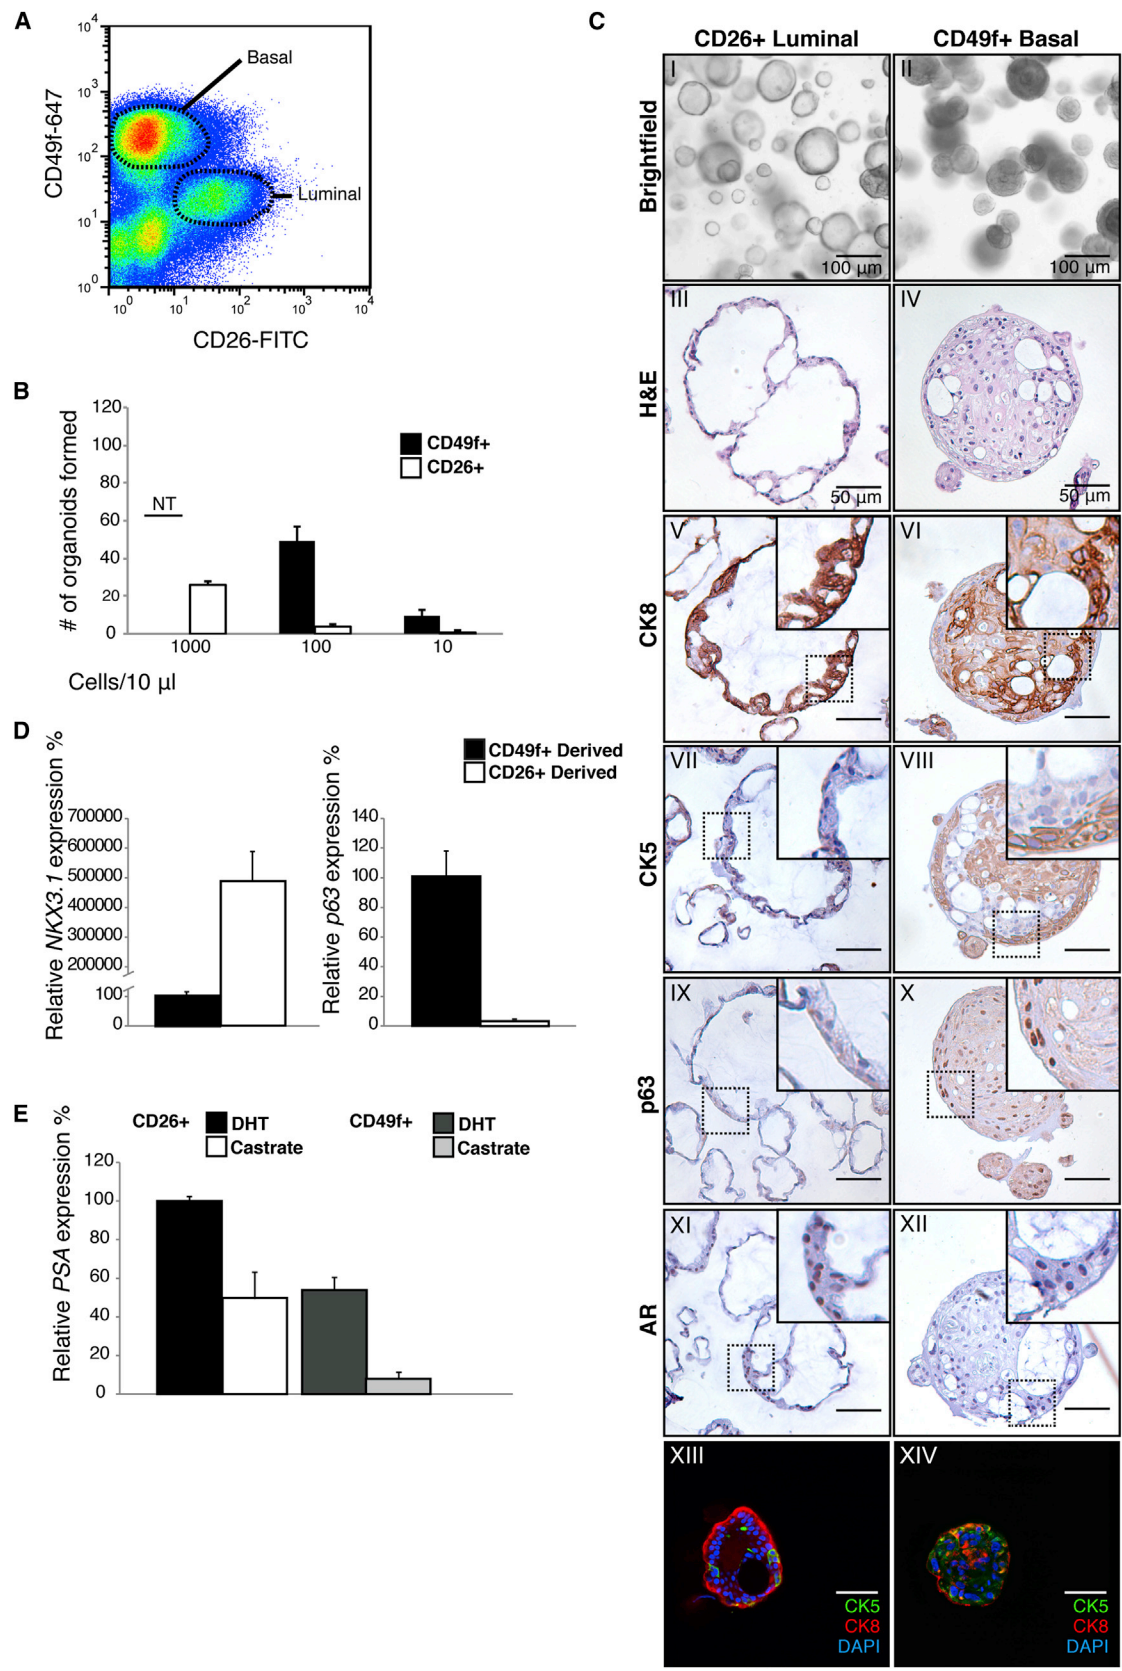 A
10^4
10^3
10^2
10^1
10^0
CD49f-647
Basal
Luminal
10^0 10^1 10^2 10^3 10^4
CD26-FITC
B
# of organoids formed
120
100
80
60
40
20
0
NT
CD49f+
CD26+
1000 100 10
Cells/10 µl
D
CD49f+ Derived
CD26+ Derived
Relative NKX3.1 expression %
700000
600000
500000
400000
300000
200000
100
0
Relative p63 expression %
140
120
100
80
60
40
20
0
E
CD26+ DHT
Castrate
CD49f+ DHT
Castrate
Relative PSA expression %
120
100
80
60
40
20
0
C
CD26+ Luminal CD49f+ Basal
Brightfield
I
100 µm
II
100 µm
H&E
III
50 µm
IV
50 µm
CK8
V
VI
CK5
VII
VIII
p63
IX
X
AR
XI
XII
XIII
CK5
CK8
DAPI
XIV
CK5
CK8
DAPI